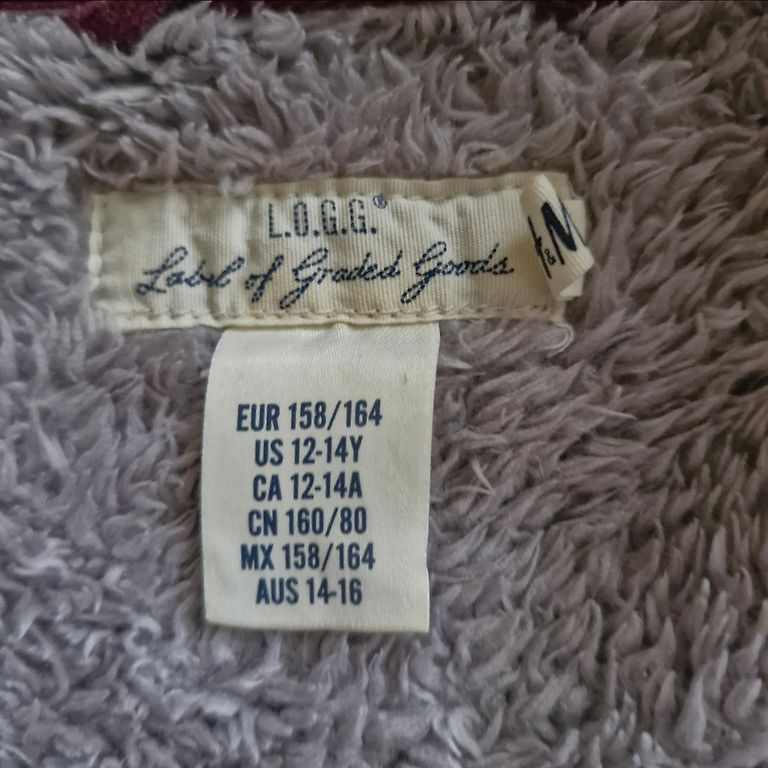 L.O.G.G.®
Label of Graded Goods
EUR 158/164
US 12-14Y
CA 12-14A
CN 160/80
MX 158/164
AUS 14-16